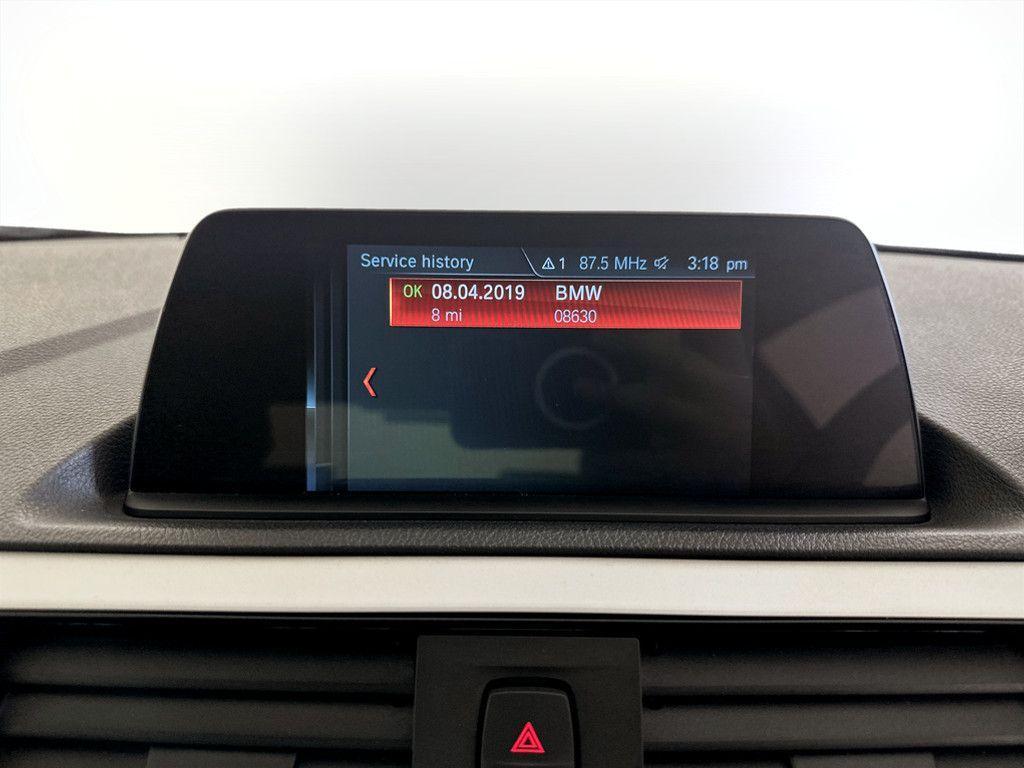 Service history 1 87.5 MHz 3:18 pm
OK 08.04.2019 BMW
8 mi 08630